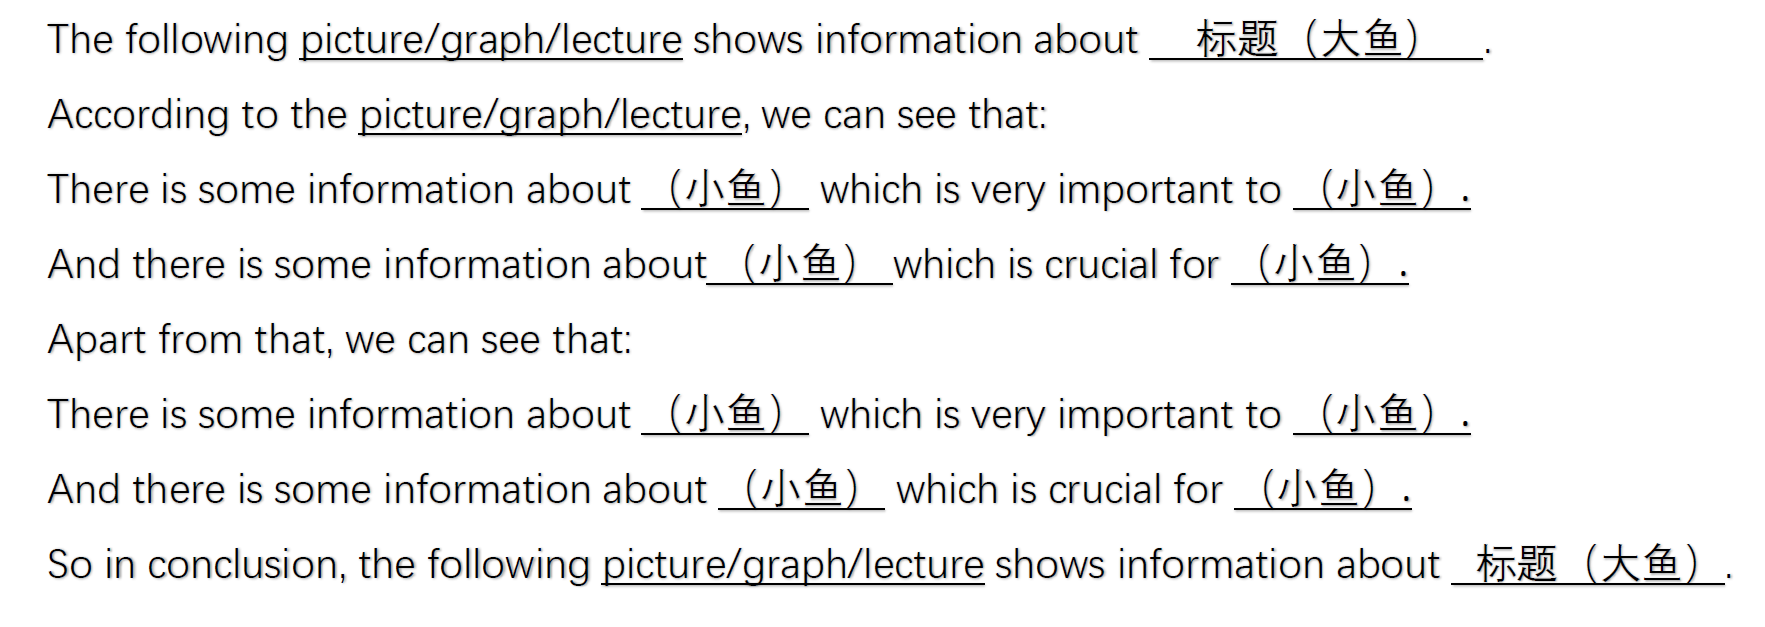 The following picture/graph/lecture shows information about 标题（大鱼）.
According to the picture/graph/lecture, we can see that:
There is some information about （小鱼） which is very important to （小鱼）.
And there is some information about （小鱼） which is crucial for （小鱼）.
Apart from that, we can see that:
There is some information about （小鱼） which is very important to （小鱼）.
And there is some information about （小鱼） which is crucial for （小鱼）.
So in conclusion, the following picture/graph/lecture shows information about 标题（大鱼）.